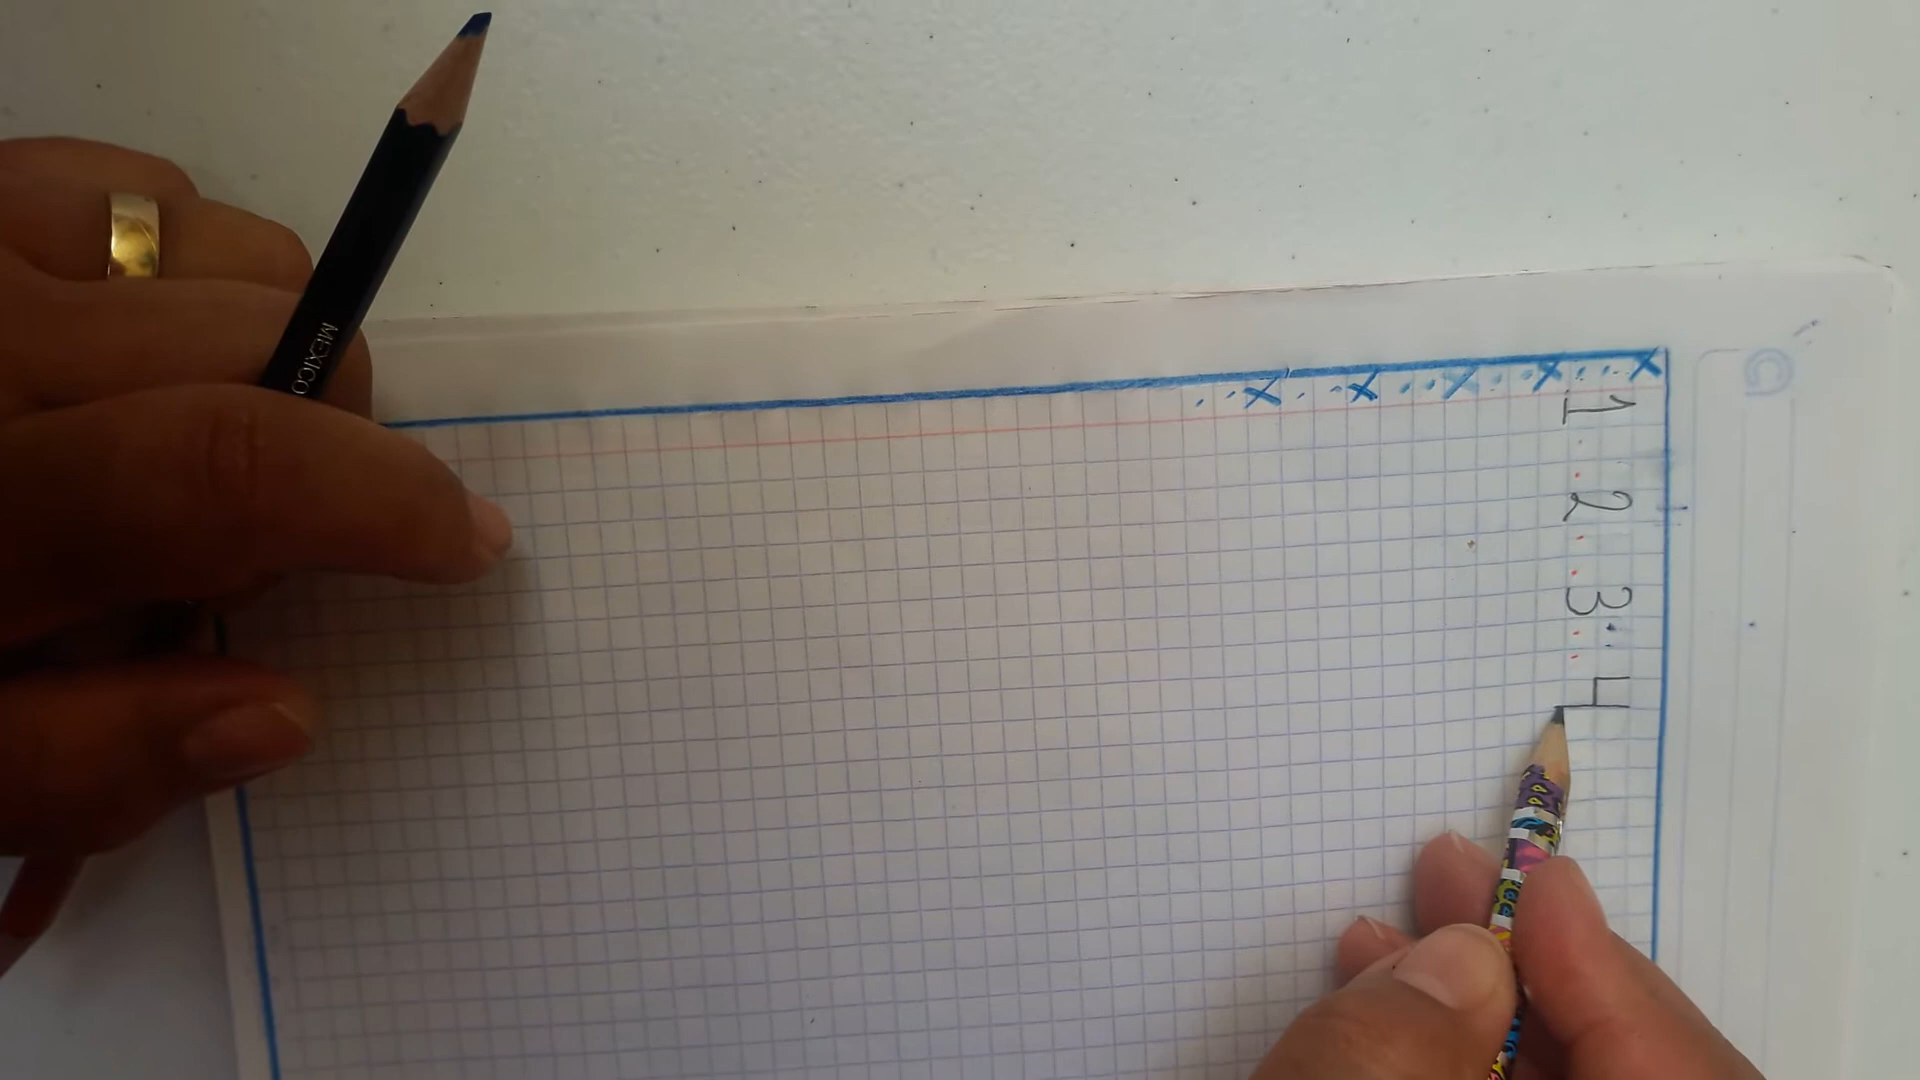 1 . . 2 . . 3 . . 4
x . . x . . x . . x . . x . .
MEXICO